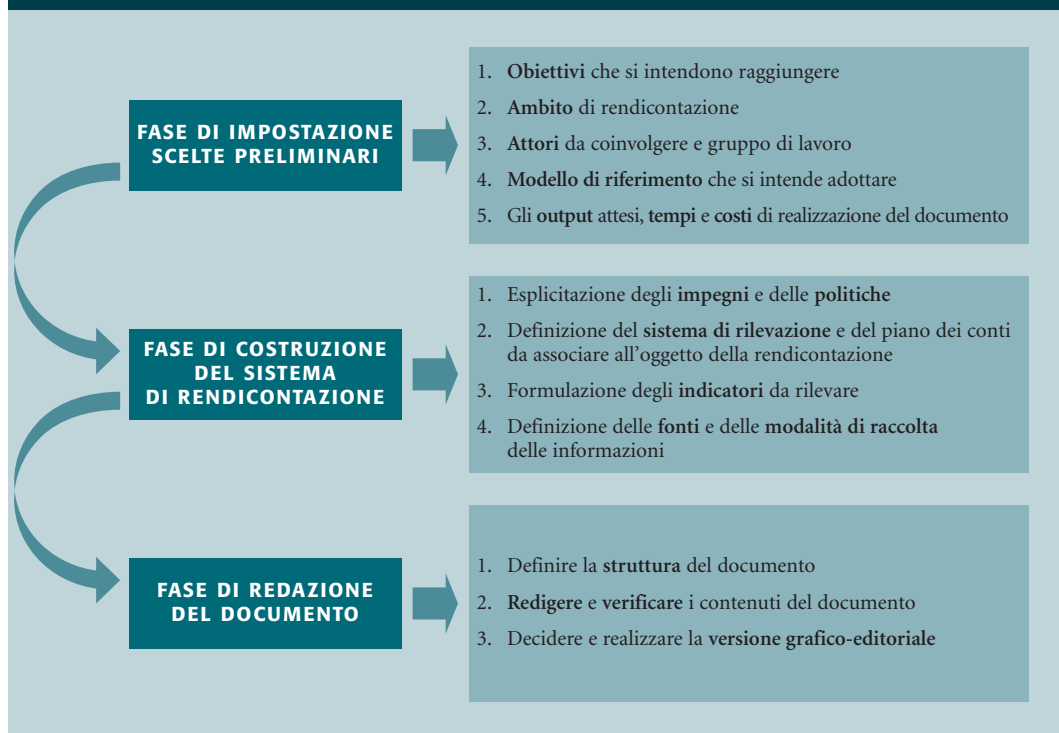 FASE DI IMPOSTAZIONE
SCELTE PRELIMINARI
1. Obiettivi che si intendono raggiungere
2. Ambito di rendicontazione
3. Attori da coinvolgere e gruppo di lavoro
4. Modello di riferimento che si intende adottare
5. Gli output attesi, tempi e costi di realizzazione del documento
FASE DI COSTRUZIONE
DEL SISTEMA
DI RENDICONTAZIONE
1. Esplicitazione degli impegni e delle politiche
2. Definizione del sistema di rilevazione e del piano dei conti
da associare all'oggetto della rendicontazione
3. Formulazione degli indicatori da rilevare
4. Definizione delle fonti e delle modalità di raccolta
delle informazioni
FASE DI REDAZIONE
DEL DOCUMENTO
1. Definire la struttura del documento
2. Redigere e verificare i contenuti del documento
3. Decidere e realizzare la versione grafico-editoriale